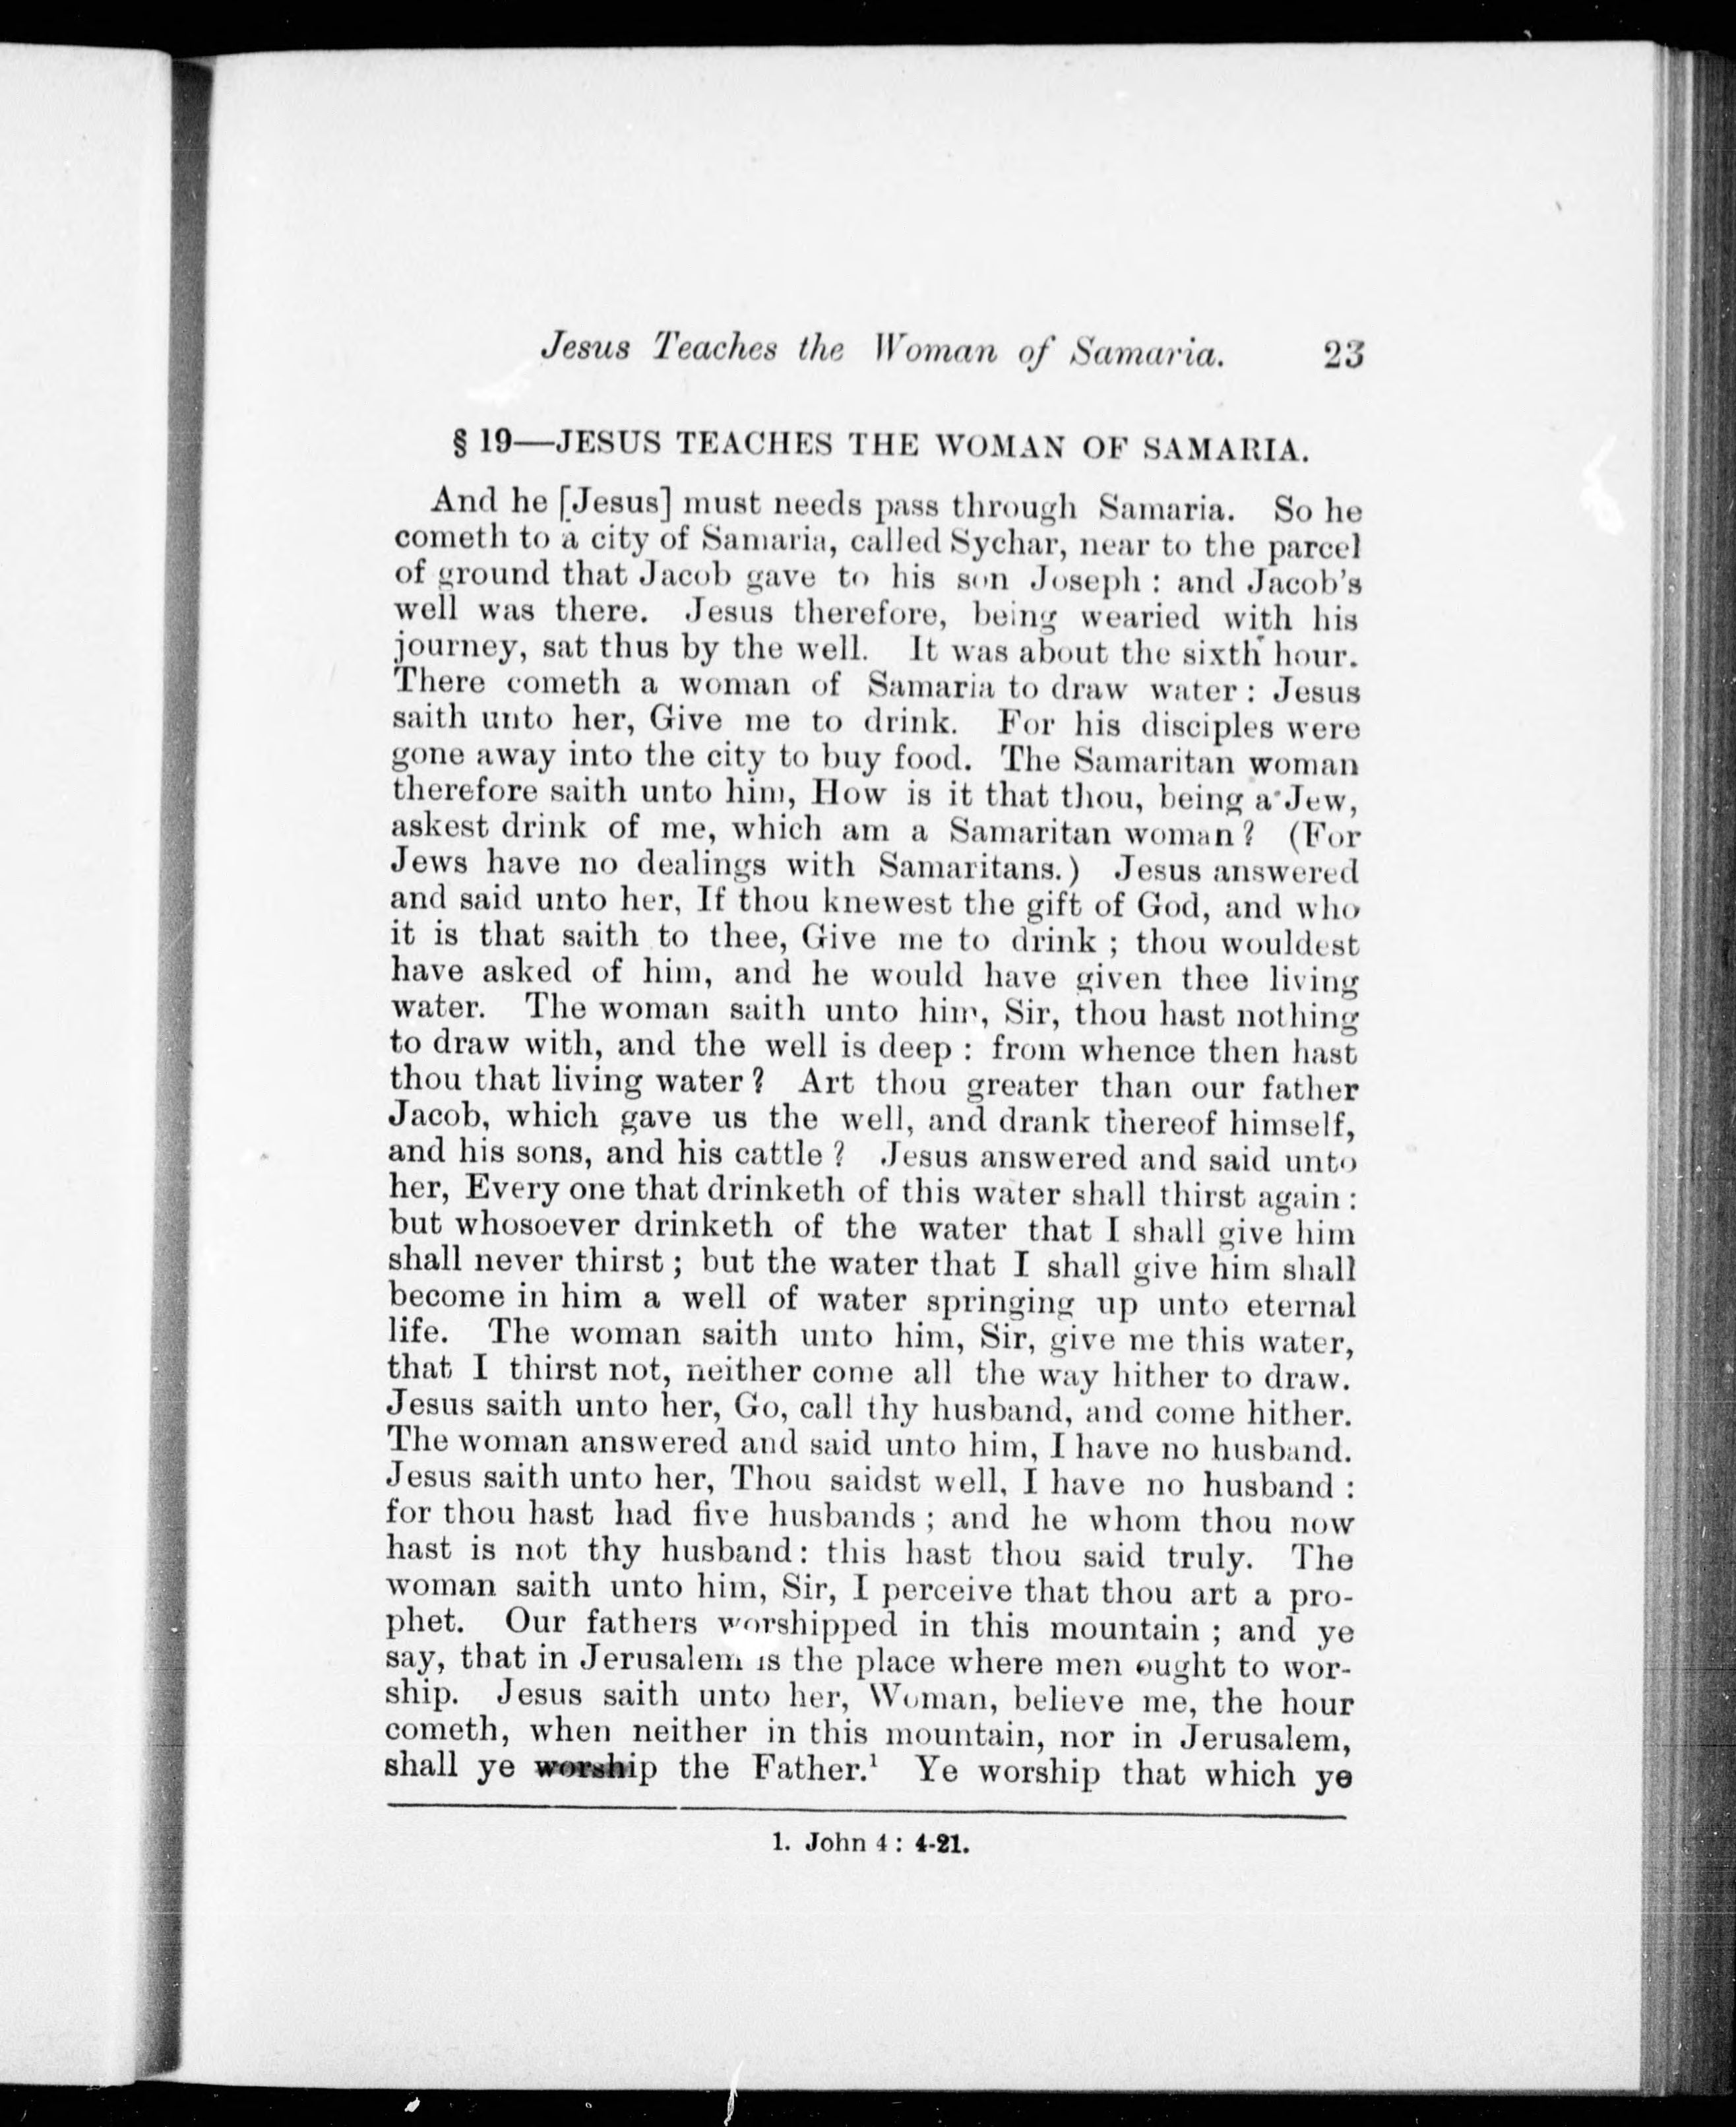 Jesus Teaches the Woman of Samaria. 23
§ 19—JESUS TEACHES THE WOMAN OF SAMARIA.
And he [Jesus] must needs pass through Samaria. So he
cometh to a city of Samaria, called Sychar, near to the parcel
of ground that Jacob gave to his son Joseph : and Jacob's
well was there. Jesus therefore, being wearied with his
journey, sat thus by the well. It was about the sixth hour.
There cometh a woman of Samaria to draw water : Jesus
saith unto her, Give me to drink. For his disciples were
gone away into the city to buy food. The Samaritan woman
therefore saith unto him, How is it that thou, being a Jew,
askest drink of me, which am a Samaritan woman ? (For
Jews have no dealings with Samaritans.) Jesus answered
and said unto her, If thou knewest the gift of God, and who
it is that saith to thee, Give me to drink ; thou wouldest
have asked of him, and he would have given thee living
water. The woman saith unto him, Sir, thou hast nothing
to draw with, and the well is deep : from whence then hast
thou that living water ? Art thou greater than our father
Jacob, which gave us the well, and drank thereof himself,
and his sons, and his cattle ? Jesus answered and said unto
her, Every one that drinketh of this water shall thirst again :
but whosoever drinketh of the water that I shall give him
shall never thirst ; but the water that I shall give him shall
become in him a well of water springing up unto eternal
life. The woman saith unto him, Sir, give me this water,
that I thirst not, neither come all the way hither to draw.
Jesus saith unto her, Go, call thy husband, and come hither.
The woman answered and said unto him, I have no husband.
Jesus saith unto her, Thou saidst well, I have no husband :
for thou hast had five husbands ; and he whom thou now
hast is not thy husband : this hast thou said truly. The
woman saith unto him, Sir, I perceive that thou art a pro-
phet. Our fathers worshipped in this mountain ; and ye
say, that in Jerusalem is the place where men ought to wor-
ship. Jesus saith unto her, Woman, believe me, the hour
cometh, when neither in this mountain, nor in Jerusalem,
shall ye worship the Father.¹ Ye worship that which ye
1. John 4 : 4-21.